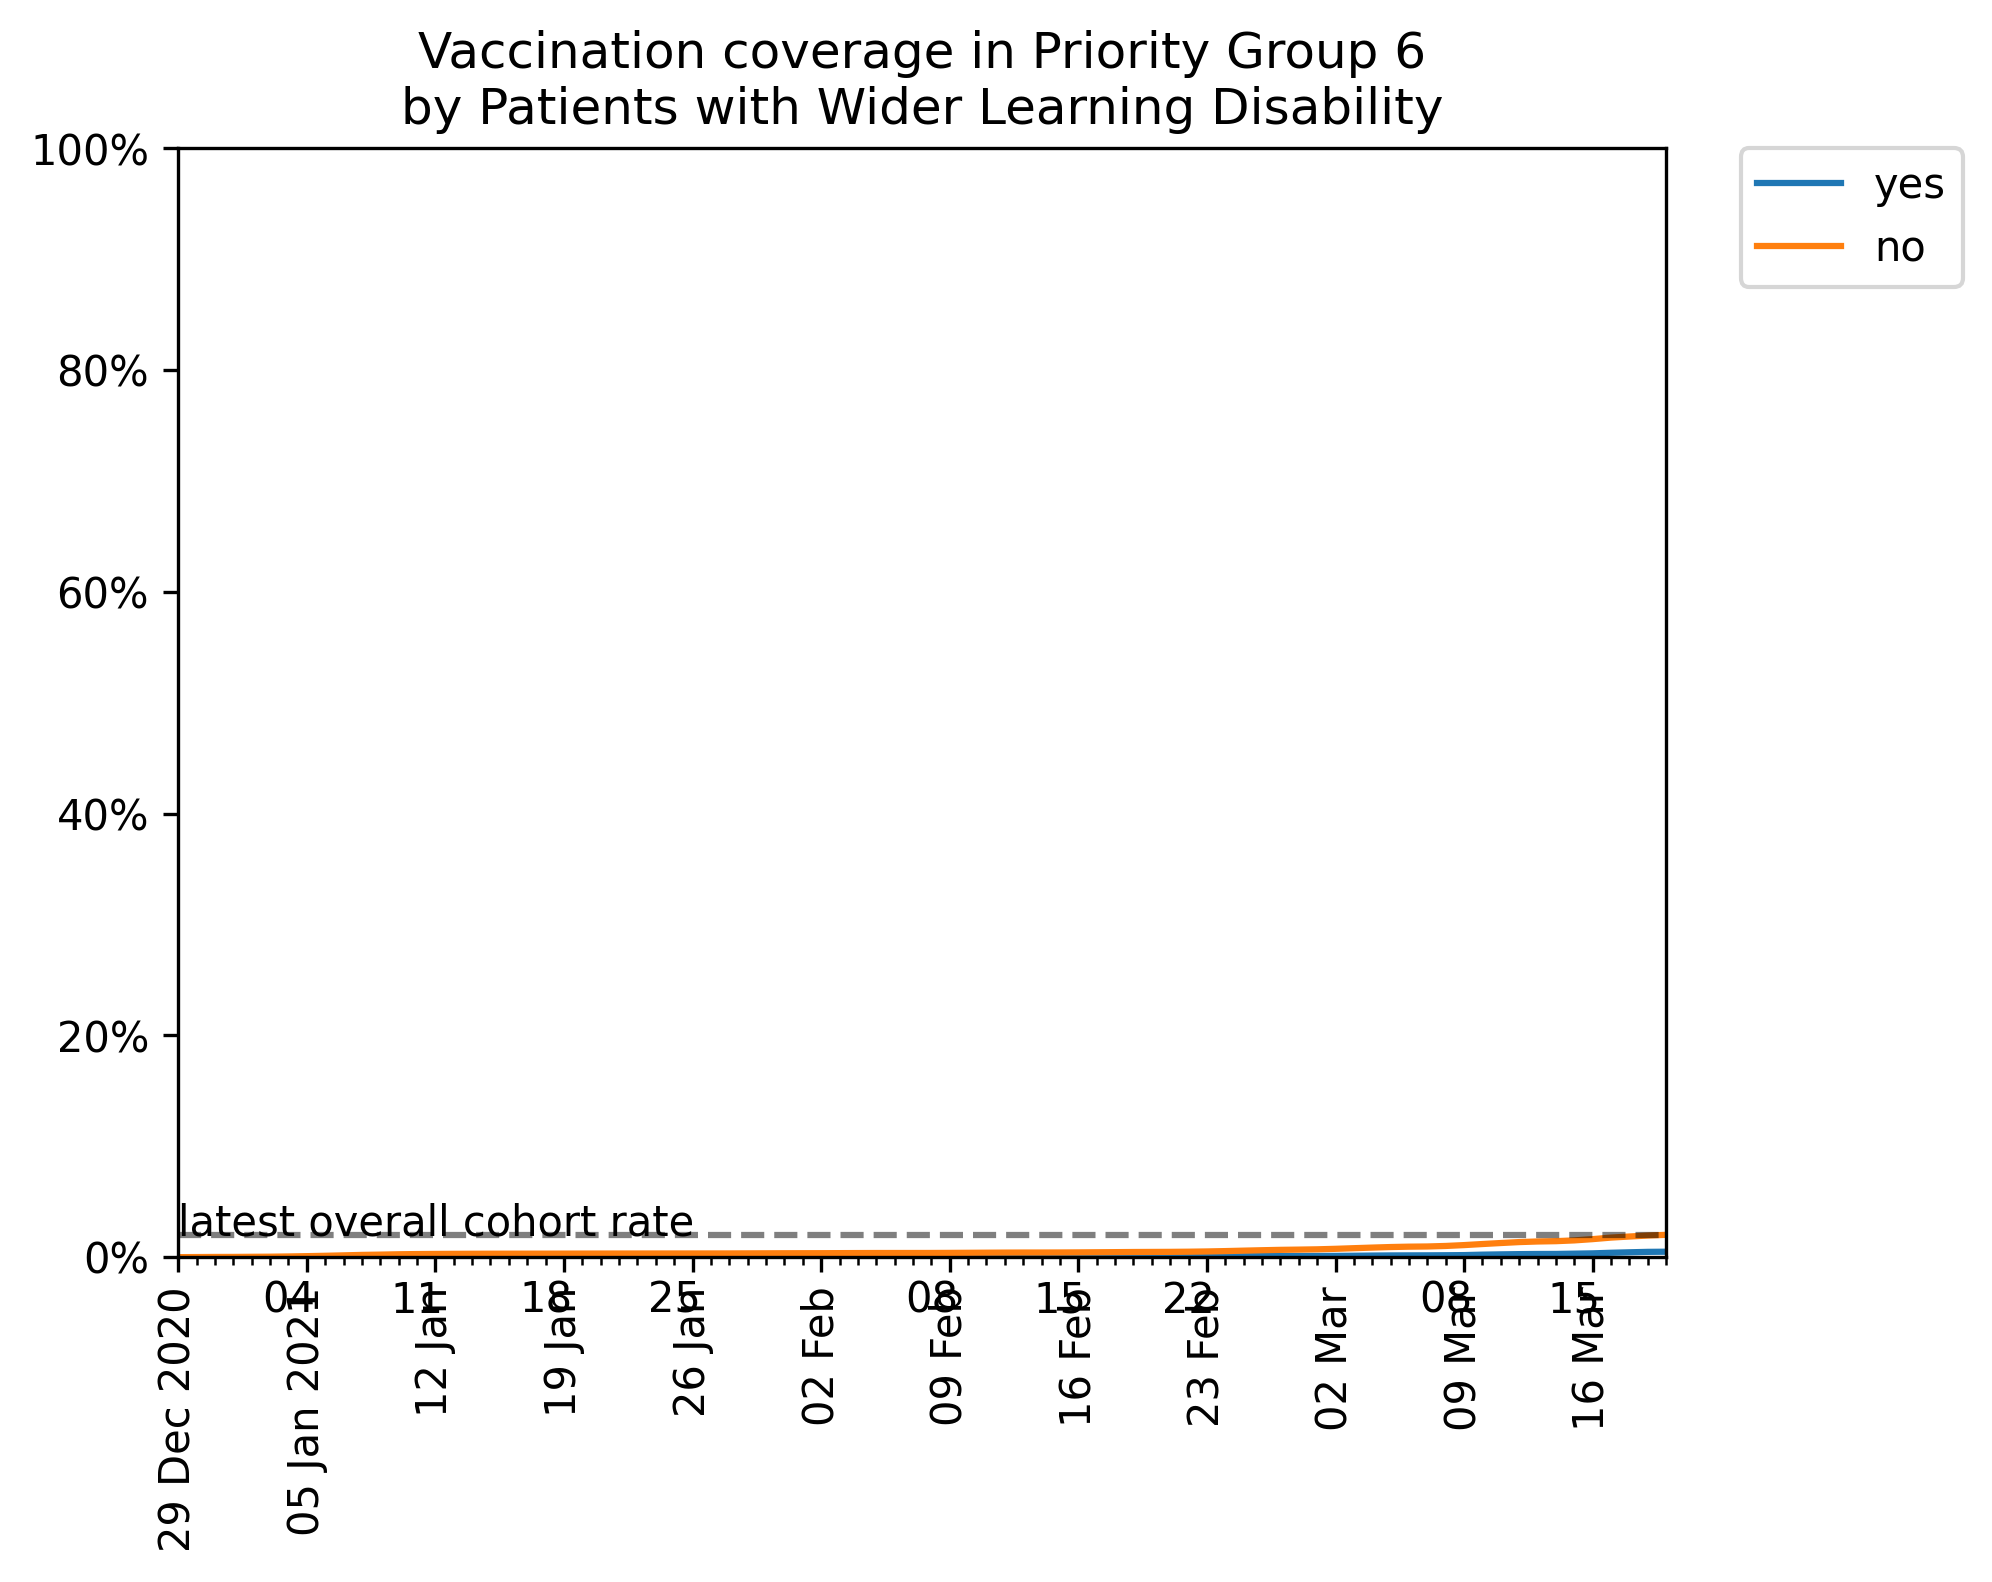 Vaccination coverage in Priority Group 6
by Patients with Wider Learning Disability
100%
80%
60%
40%
20%
0%
yes
no
latest overall cohort rate
04
11
18
25
08
15
22
08
15
29 Dec 2020
05 Jan 2021
12 Jan
19 Jan
26 Jan
02 Feb
09 Feb
16 Feb
23 Feb
02 Mar
09 Mar
16 Mar